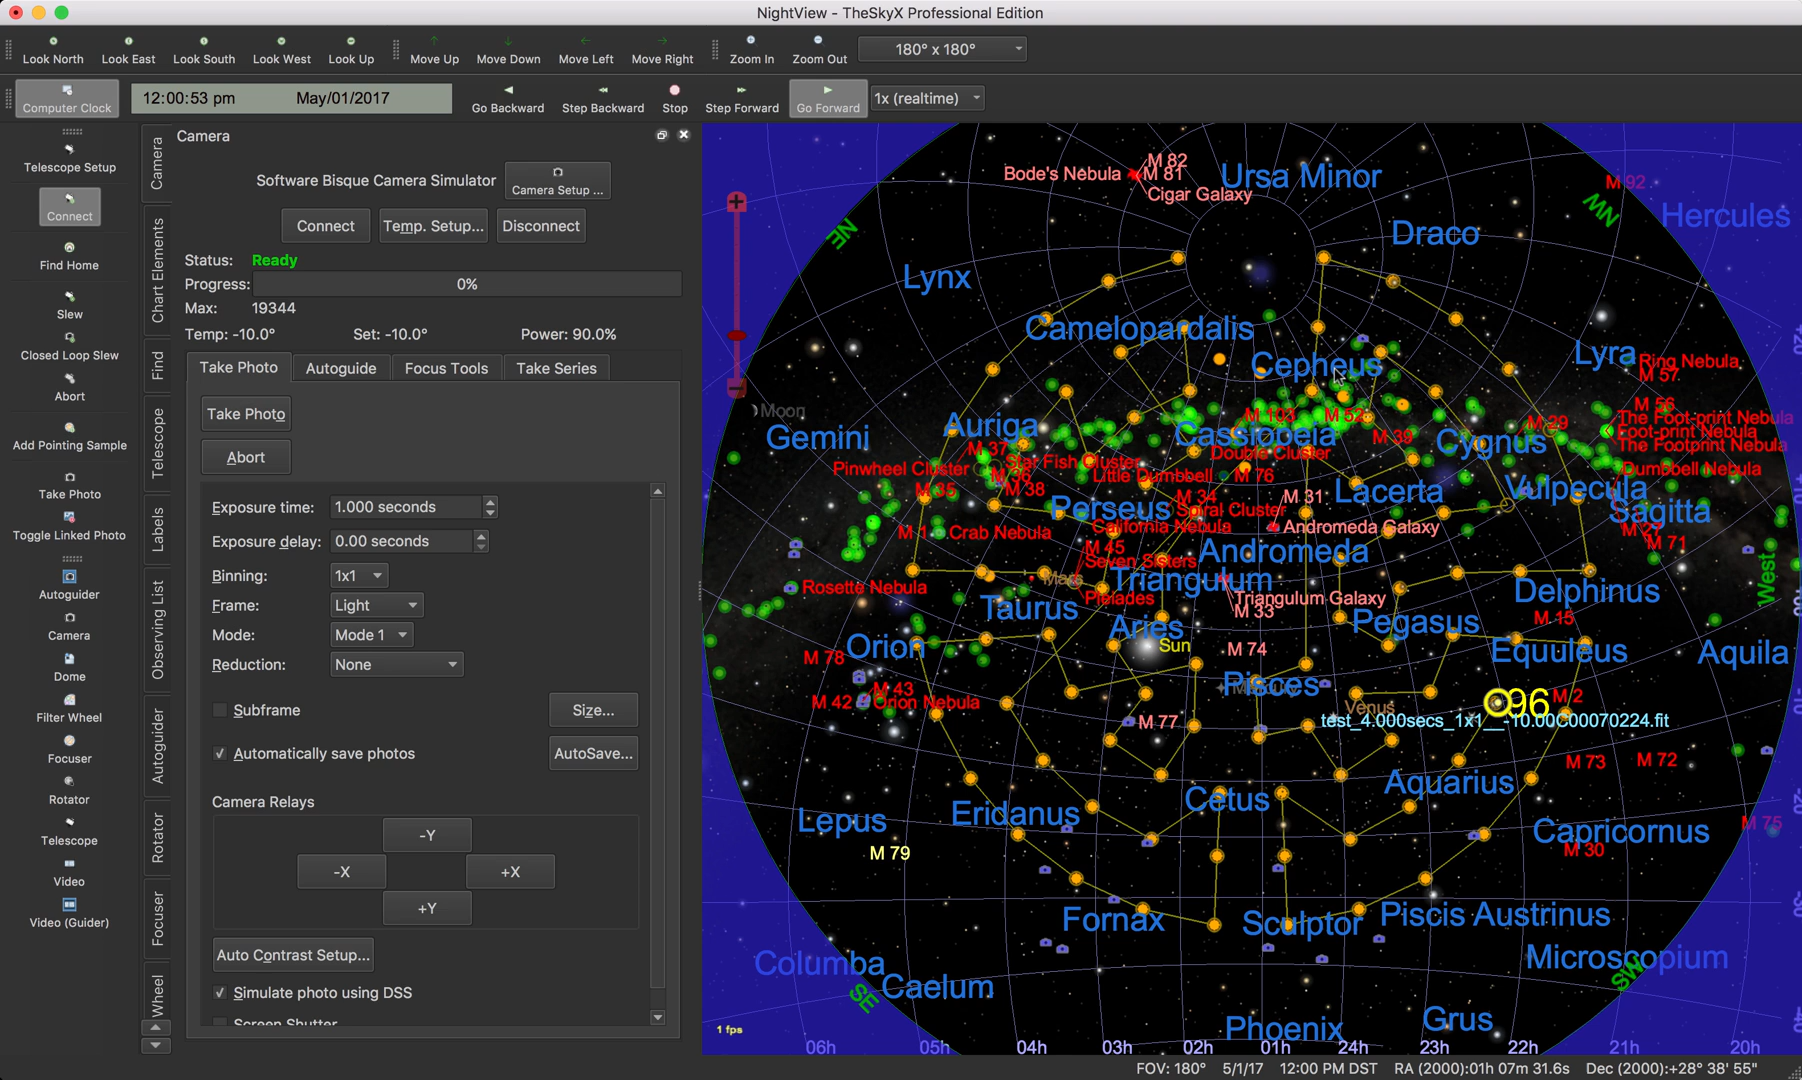 NightView - TheSkyX Professional Edition
Look North
Look East
Look South
Look West
Look Up
Move Up
Move Down
Move Left
Move Right
Zoom In
Zoom Out
180° x 180°
Computer Clock
12:00:53 pm
May/01/2017
Go Backward
Step Backward
Stop
Step Forward
Go Forward
1x (realtime)
Telescope Setup
Connect
Find Home
Slew
Closed Loop Slew
Abort
Add Pointing Sample
Take Photo
Toggle Linked Photo
Autoguider
Camera
Dome
Filter Wheel
Focuser
Rotator
Telescope
Video
Video (Guider)
Camera
Chart Elements
Find
Telescope
Labels
Observing List
Autoguider
Rotator
Focuser
Wheel
Camera
Software Bisque Camera Simulator
Camera Setup ...
Connect
Temp. Setup...
Disconnect
Status: Ready
Progress: 0%
Max: 19344
Temp: -10.0° Set: -10.0° Power: 90.0%
Take Photo
Autoguide
Focus Tools
Take Series
Take Photo
Abort
Exposure time: 1.000 seconds
Exposure delay: 0.00 seconds
Binning: 1x1
Frame: Light
Mode: Mode 1
Reduction: None
Subframe
Size...
Automatically save photos
AutoSave...
Camera Relays
-Y
-X
+X
+Y
Auto Contrast Setup...
Simulate photo using DSS
Screen Shutter
M 82
Bode's Nebula
M 81
Cigar Galaxy
Ursa Minor
M 92
NE
NW
Hercules
Draco
Lynx
Camelopardalis
Cepheus
Lyra
Ring Nebula
M 57
Moon
Gemini
Auriga
M 103
M 52
M 56
The Foot-print Nebula
Foot-print Nebula
The Footprint Nebula
Cassiopeia
M 39
Cygnus
M 29
M 37
Double Cluster
Pinwheel Cluster
Star Fish Cluster
M 36
Little Dumbbell
M 76
Dumbbell Nebula
M 35
M 38
M 34
M 31
Lacerta
Vulpecula
Perseus
Spiral Cluster
Sagitta
California Nebula
Andromeda Galaxy
M 1
Crab Nebula
M 27
M 71
M 45
Seven Sisters
Andromeda
West
Mars
Triangulum
Rosette Nebula
Pleiades
Triangulum Galaxy
M 33
Delphinus
Taurus
Aries
Pegasus
M 15
Orion
Sun
M 74
Equuleus
Aquila
M 78
Pisces
Mercury
M 43
M 42
Orion Nebula
Venus
96
M 2
M 77
test_4.000secs_1x1__-10.00C00070224.fit
M 73
M 72
Aquarius
Cetus
Eridanus
Lepus
Capricornus
M 75
M 79
M 30
Fornax
Sculptor
Piscis Austrinus
Columba
Microscopium
SE
Caelum
SW
Phoenix
Grus
1 fps
06h
05h
04h
03h
02h
01h
24h
23h
22h
21h
20h
FOV: 180° 5/1/17 12:00 PM DST RA (2000):01h 07m 31.6s Dec (2000):+28° 38' 55"